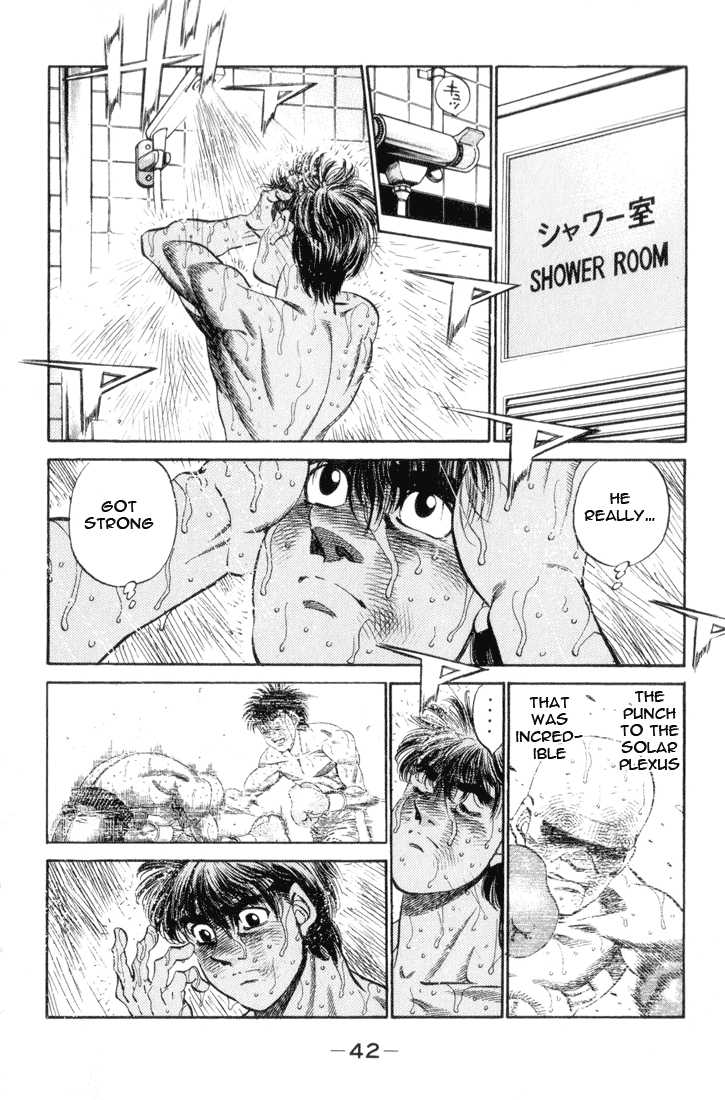 シャワー室
SHOWER ROOM
キュッ
HE
REALLY...
GOT
STRONG
THE
PUNCH
TO THE
SOLAR
PLEXUS
THAT
WAS
INCRED-
IBLE
-42-